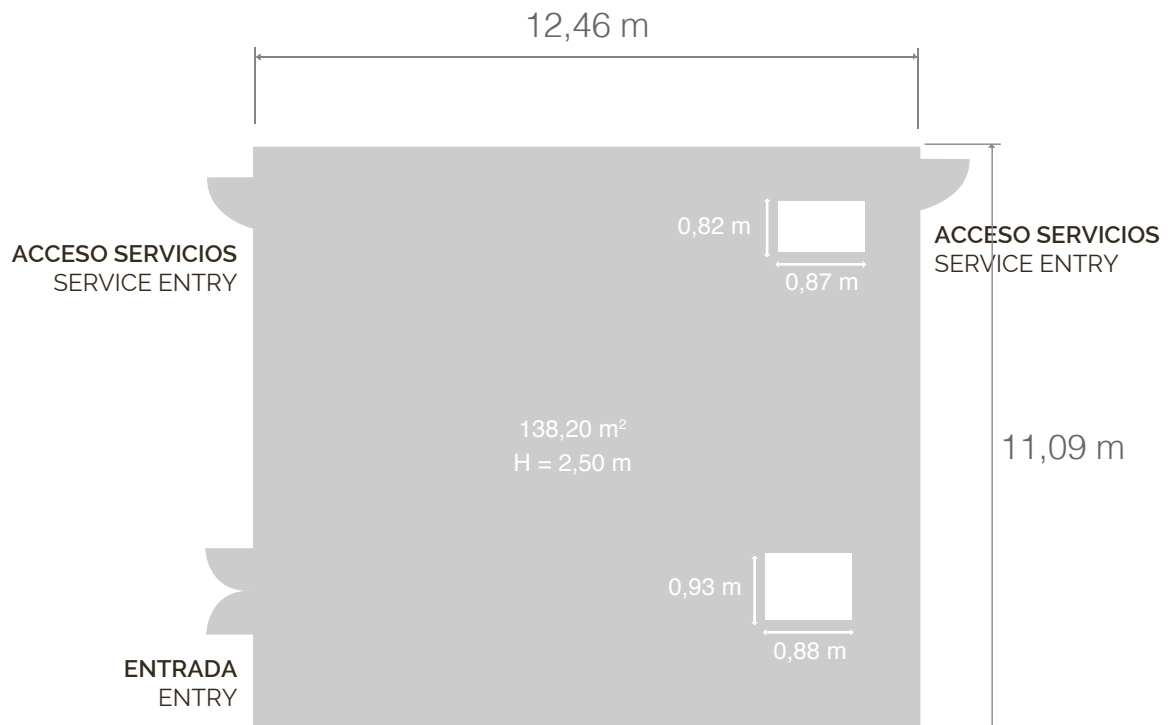 12,46 m
0,82 m
0,87 m
ACCESO SERVICIOS
SERVICE ENTRY
ACCESO SERVICIOS
SERVICE ENTRY
138,20 m²
H = 2,50 m
11,09 m
0,93 m
0,88 m
ENTRADA
ENTRY